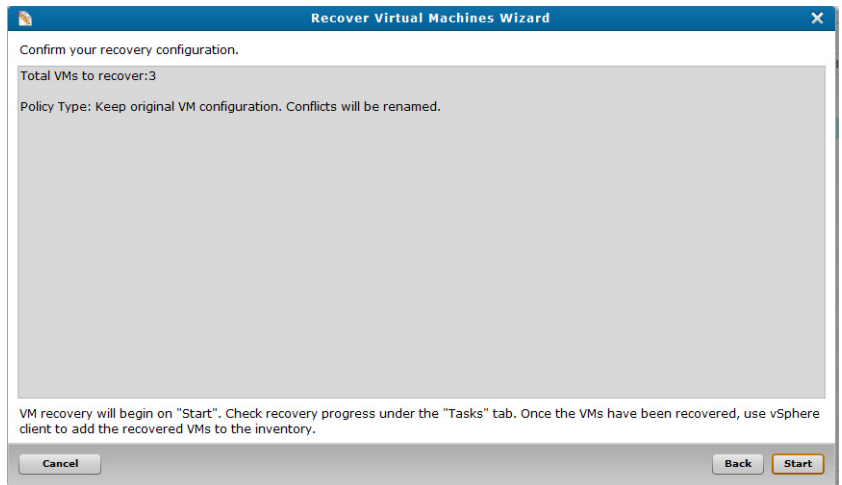 Recover Virtual Machines Wizard
Confirm your recovery configuration.
Total VMs to recover:3
Policy Type: Keep original VM configuration. Conflicts will be renamed.
VM recovery will begin on "Start". Check recovery progress under the "Tasks" tab. Once the VMs have been recovered, use vSphere
client to add the recovered VMs to the inventory.
Cancel
Back
Start